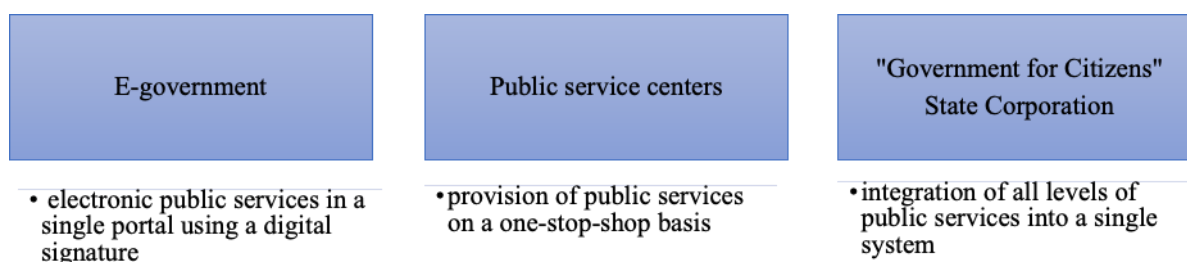 E-government
• electronic public services in a
single portal using a digital
signature
Public service centers
•provision of public services
on a one-stop-shop basis
"Government for Citizens"
State Corporation
•integration of all levels of
public services into a single
system